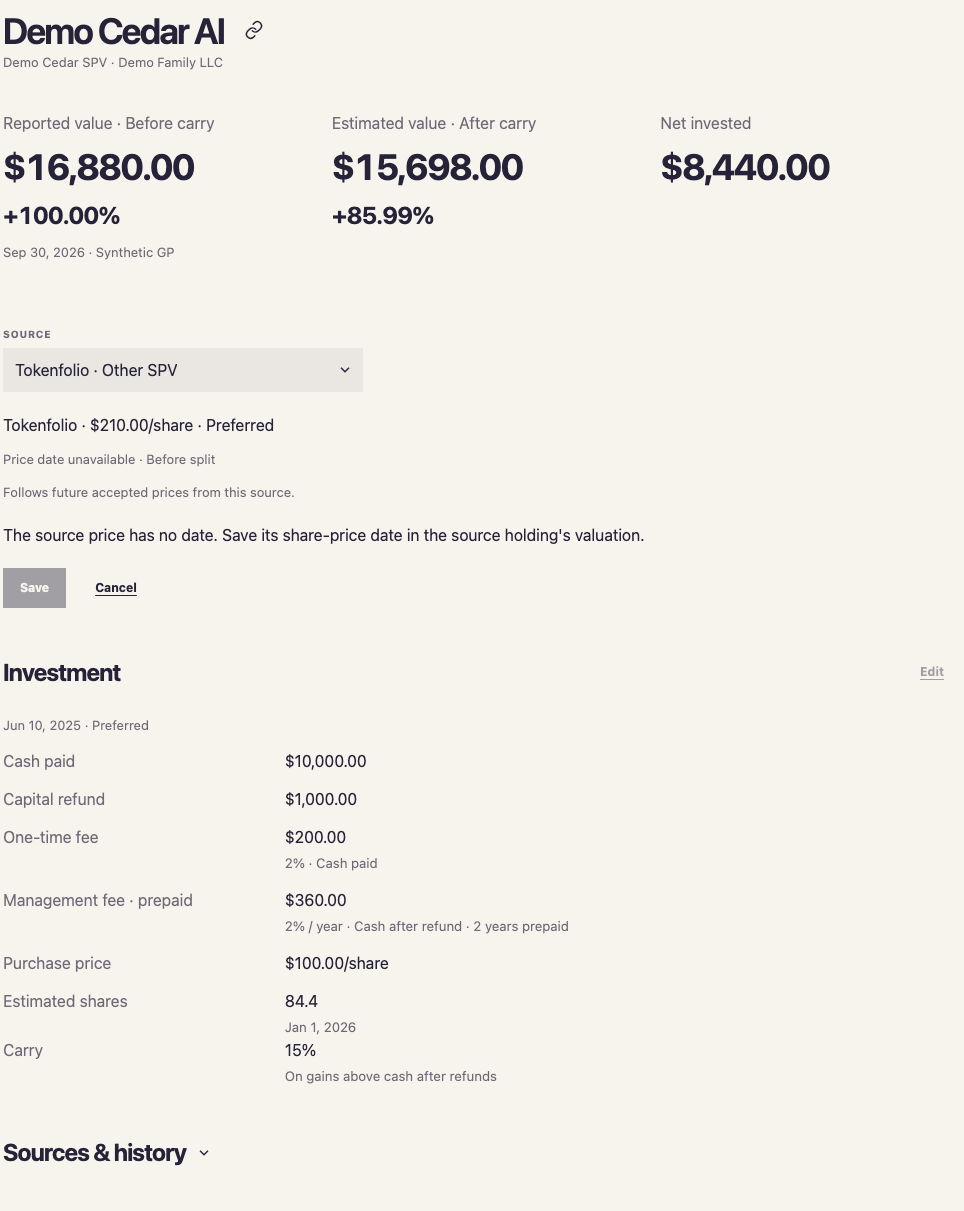 Demo Cedar AI
Demo Cedar SPV · Demo Family LLC
Reported value · Before carry
$16,880.00
+100.00%
Sep 30, 2026 · Synthetic GP
Estimated value · After carry
$15,698.00
+85.99%
Net invested
$8,440.00
SOURCE
Tokenfolio · Other SPV
Tokenfolio · $210.00/share · Preferred
Price date unavailable · Before split
Follows future accepted prices from this source.
The source price has no date. Save its share-price date in the source holding's valuation.
Save
Cancel
Investment
Edit
Jun 10, 2025 · Preferred
Cash paid
$10,000.00
Capital refund
$1,000.00
One-time fee
$200.00
2% · Cash paid
Management fee · prepaid
$360.00
2% / year · Cash after refund · 2 years prepaid
Purchase price
$100.00/share
Estimated shares
84.4
Jan 1, 2026
Carry
15%
On gains above cash after refunds
Sources & history